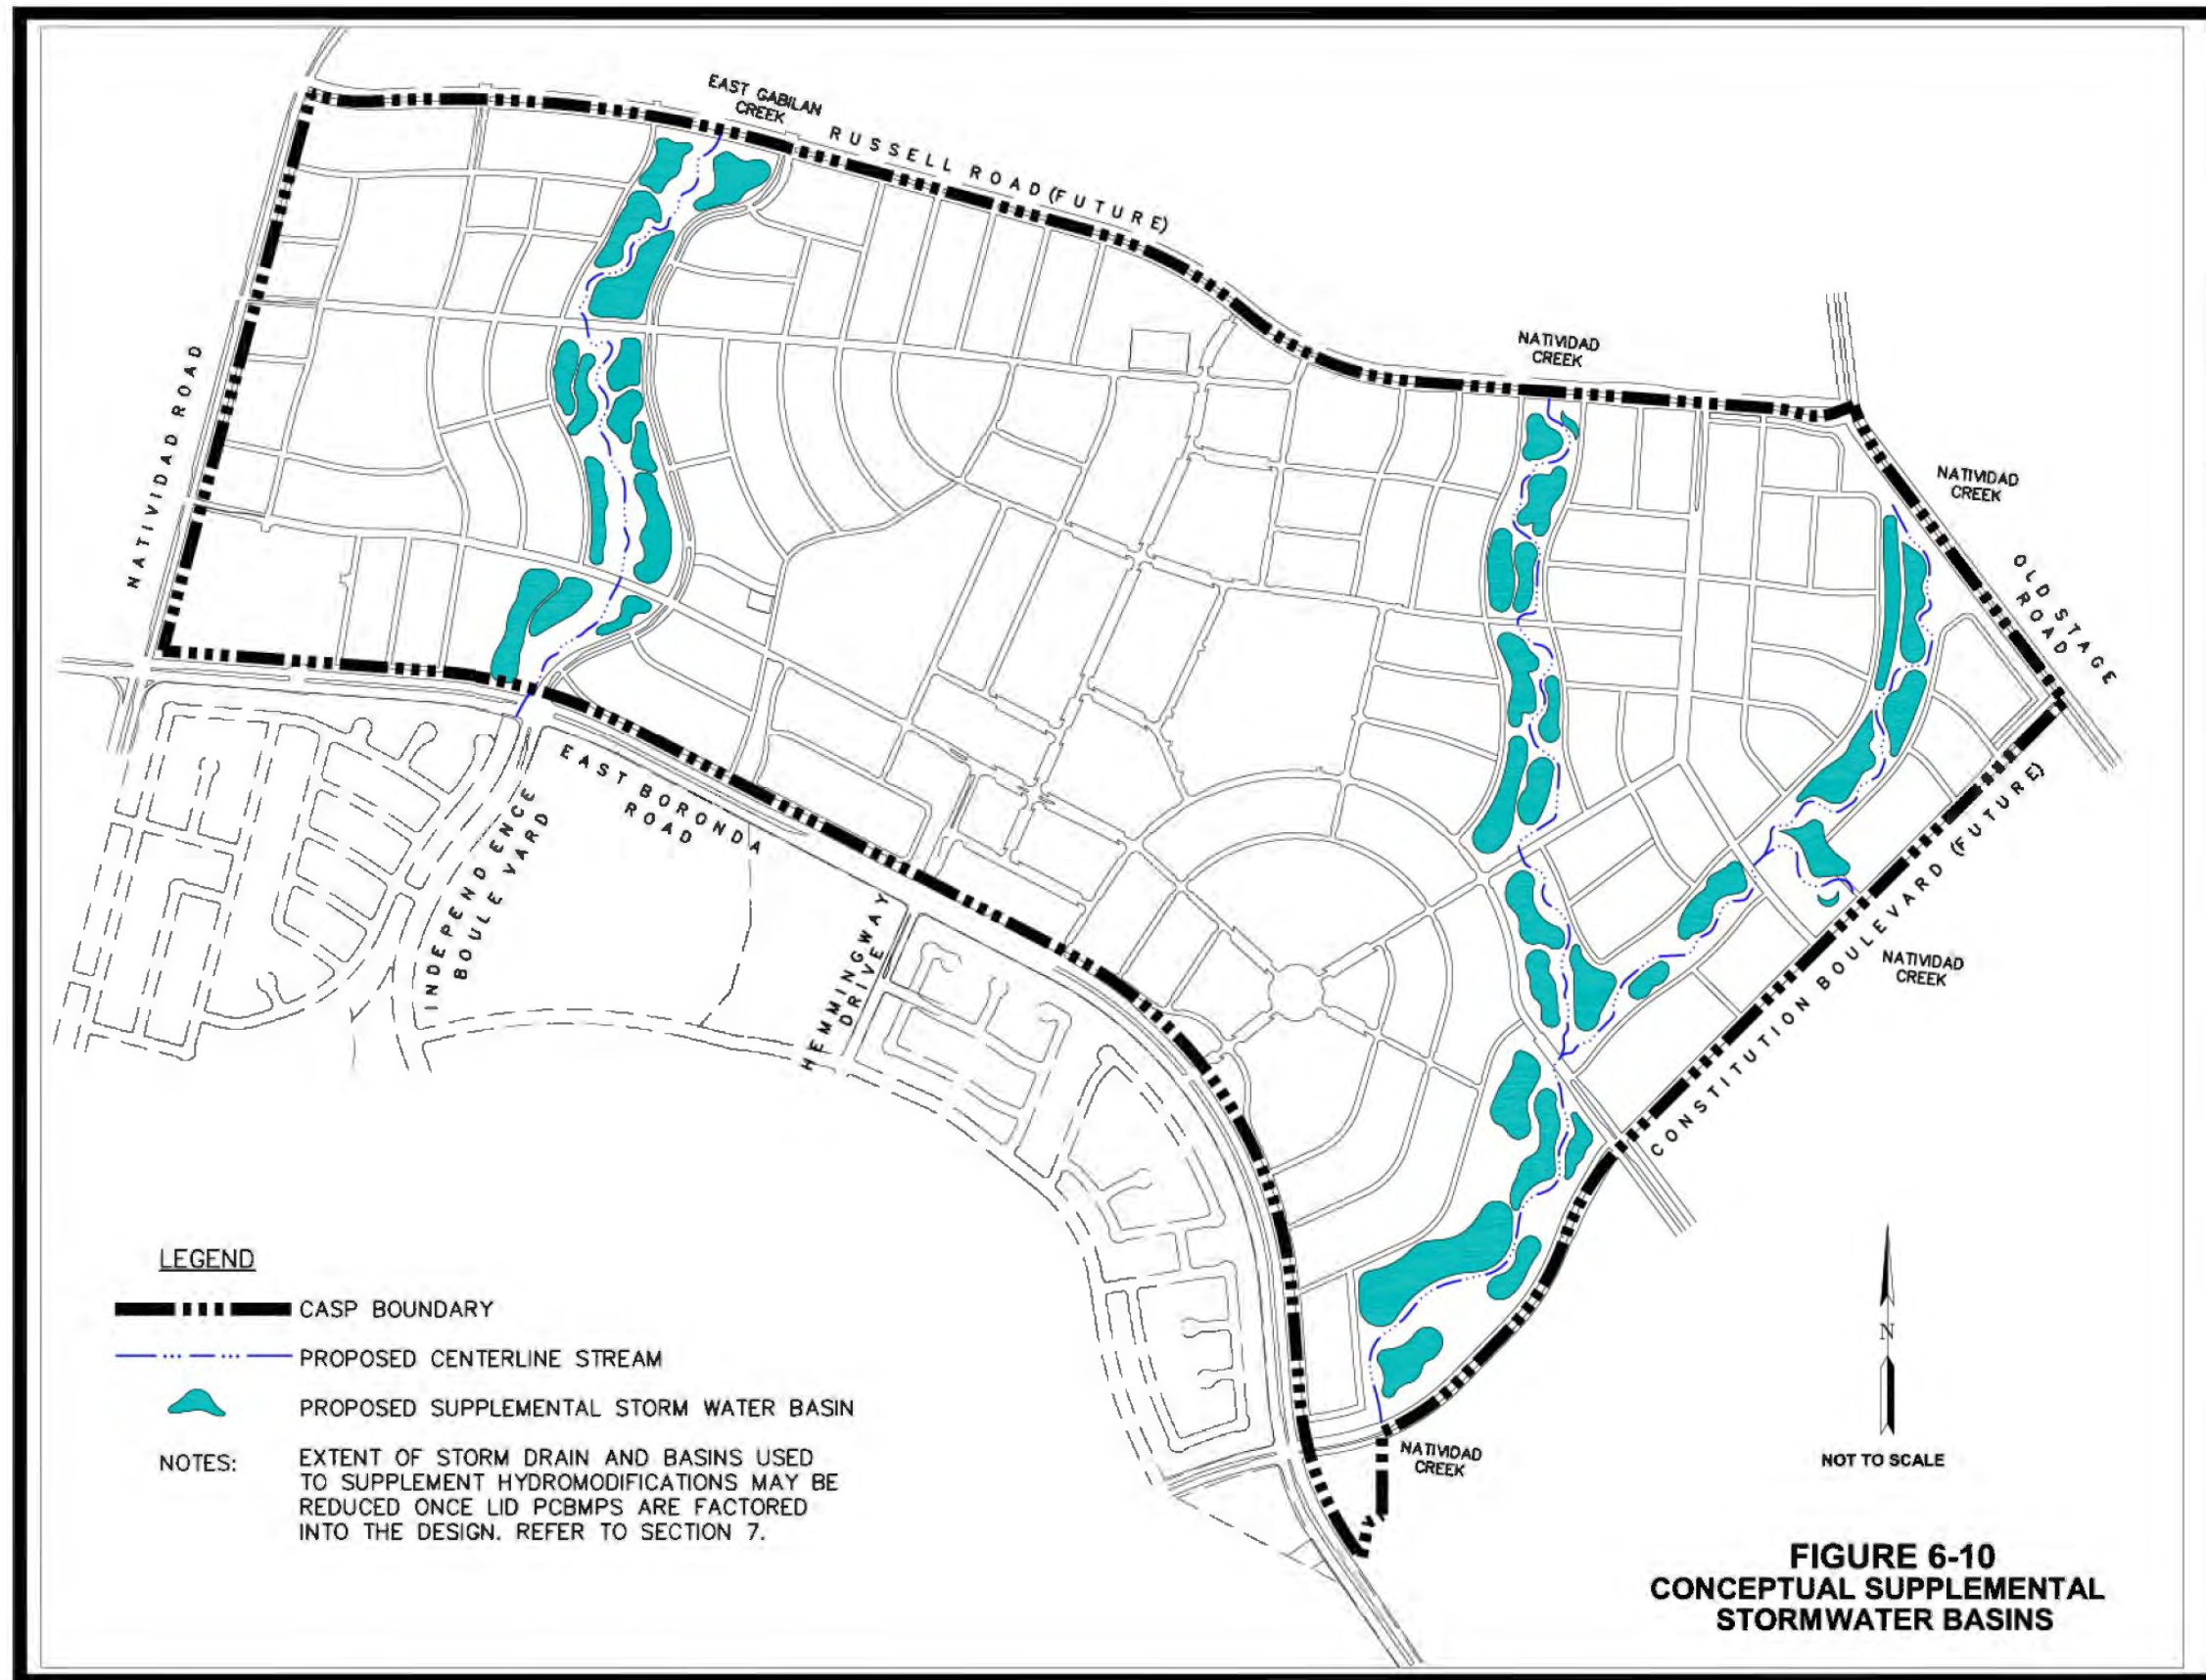 EAST GABILAN
CREEK
RUSSELL ROAD (FUTURE)
NATIVIDAD
CREEK
NATIVIDAD ROAD
NATIVIDAD
CREEK
OLD STAGE
ROAD
EAST BORONDA
ROAD
INDEPENDENCE
BOULEVARD
HEMMINGWAY
DRIVE
CONSTITUTION BOULEVARD (FUTURE)
NATIVIDAD
CREEK
NATIVIDAD
CREEK
LEGEND
CASP BOUNDARY
PROPOSED CENTERLINE STREAM
PROPOSED SUPPLEMENTAL STORM WATER BASIN
NOTES: EXTENT OF STORM DRAIN AND BASINS USED
TO SUPPLEMENT HYDROMODIFICATIONS MAY BE
REDUCED ONCE LID PCBMPS ARE FACTORED
INTO THE DESIGN. REFER TO SECTION 7.
N
NOT TO SCALE
FIGURE 6-10
CONCEPTUAL SUPPLEMENTAL
STORMWATER BASINS